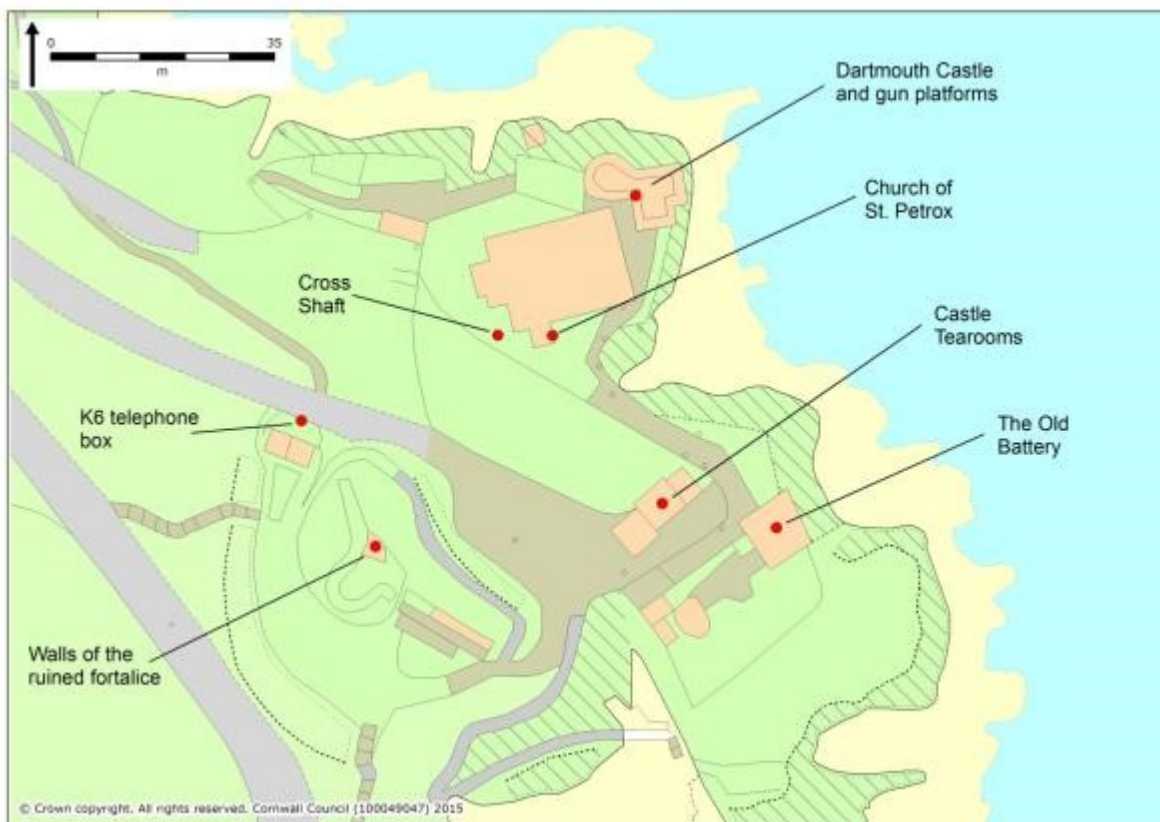 0 35
m
Dartmouth Castle
and gun platforms
Church of
St. Petrox
Cross
Shaft
Castle
Tearooms
K6 telephone
box
The Old
Battery
Walls of the
ruined fortalice
© Crown copyright. All rights reserved. Cornwall Council (100049047) 2015